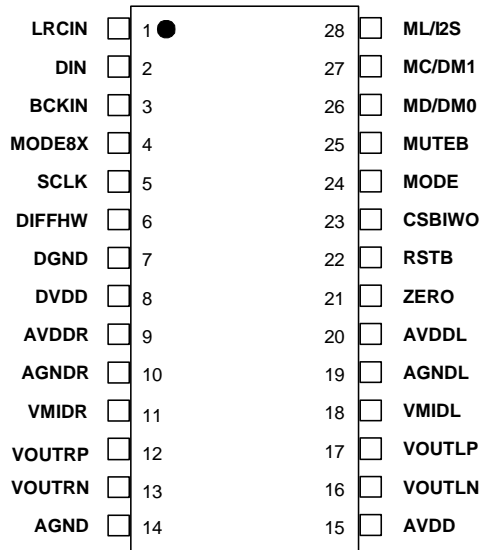 LRCIN 1 28 ML/I2S
DIN 2 27 MC/DM1
BCKIN 3 26 MD/DM0
MODE8X 4 25 MUTEB
SCLK 5 24 MODE
DIFFHW 6 23 CSBIWO
DGND 7 22 RSTB
DVDD 8 21 ZERO
AVDDR 9 20 AVDDL
AGNDR 10 19 AGNDL
VMIDR 11 18 VMIDL
VOUTRP 12 17 VOUTLP
VOUTRN 13 16 VOUTLN
AGND 14 15 AVDD